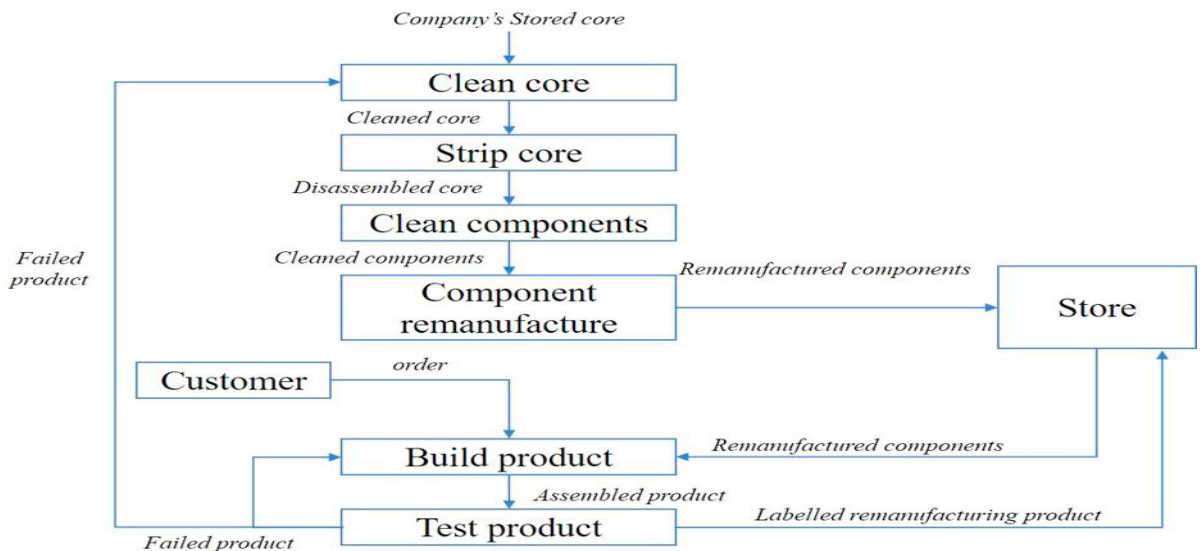 Company's Stored core
Clean core
Cleaned core
Strip core
Disassembled core
Clean components
Cleaned components
Failed
product
Component
remanufacture
Remanufactured components
Store
Customer
order
Build product
Remanufactured components
Assembled product
Test product
Failed product
Labelled remanufacturing product